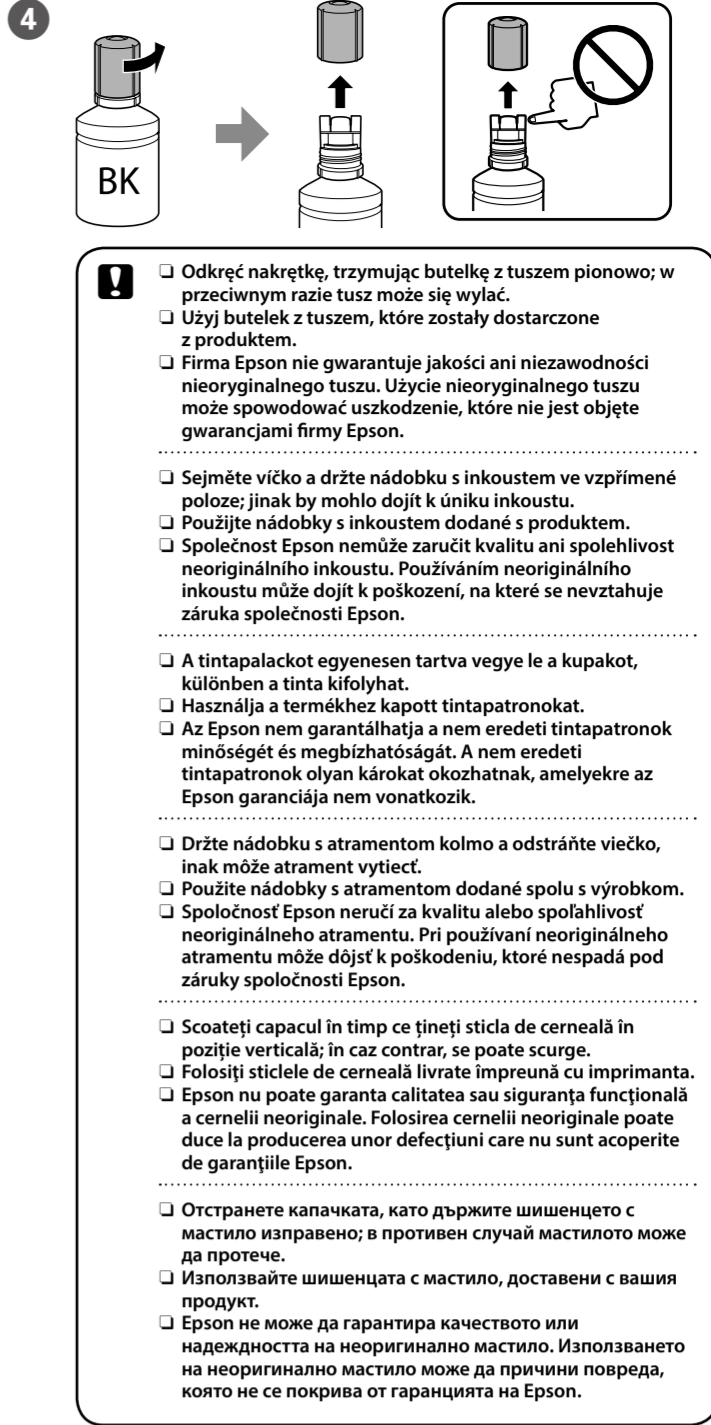 4
BK
❏ Odkręć nakrętkę, trzymując butelkę z tuszem pionowo; w
przeciwnym razie tusz może się wylać.
❏ Użyj butelek z tuszem, które zostały dostarczone
z produktem.
❏ Firma Epson nie gwarantuje jakości ani niezawodności
nieoryginalnego tuszu. Użycie nieoryginalnego tuszu
może spowodować uszkodzenie, które nie jest objęte
gwarancjami firmy Epson.
❏ Sejměte víčko a držte nádobku s inkoustem ve vzpřímené
poloze; jinak by mohlo dojít k úniku inkoustu.
❏ Použijte nádobky s inkoustem dodané s produktem.
❏ Společnost Epson nemůže zaručit kvalitu ani spolehlivost
neoriginálního inkoustu. Používáním neoriginálního
inkoustu může dojít k poškození, na které se nevztahuje
záruka společnosti Epson.
❏ A tintapalackot egyenesen tartva vegye le a kupakot,
különben a tinta kifolyhat.
❏ Használja a termékhez kapott tintapatronokat.
❏ Az Epson nem garantálhatja a nem eredeti tintapatronok
minőségét és megbízhatóságát. A nem eredeti
tintapatronok olyan károkat okozhatnak, amelyekre az
Epson garanciája nem vonatkozik.
❏ Držte nádobku s atramentom kolmo a odstráňte viečko,
inak môže atrament vytiecť.
❏ Použite nádobky s atramentom dodané spolu s výrobkom.
❏ Spoločnosť Epson neručí za kvalitu alebo spoľahlivosť
neoriginálneho atramentu. Pri používaní neoriginálneho
atramentu môže dôjsť k poškodeniu, ktoré nespadá pod
záruky spoločnosti Epson.
❏ Scoateți capacul în timp ce țineți sticla de cerneală în
poziție verticală; în caz contrar, se poate scurge.
❏ Folosiţi sticlele de cerneală livrate împreună cu imprimanta.
❏ Epson nu poate garanta calitatea sau siguranţa funcţională
a cernelii neoriginale. Folosirea cernelii neoriginale poate
duce la producerea unor defecţiuni care nu sunt acoperite
de garanţiile Epson.
❏ Отстранете капачката, като държите шишенцето с
мастило изправено; в противен случай мастилото може
да протече.
❏ Използвайте шишенцата с мастило, доставени с вашия
продукт.
❏ Epson не може да гарантира качеството или
надеждността на неоригинално мастило. Използването
на неоригинално мастило може да причини повреда,
която не се покрива от гаранцията на Epson.